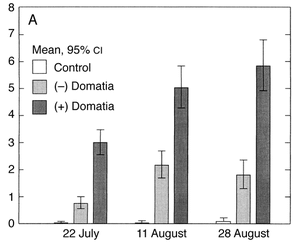 8
7
6
5
4
3
2
1
0
A
Mean, 95% CI
Control
(−) Domatia
(+) Domatia
22 July
11 August
28 August